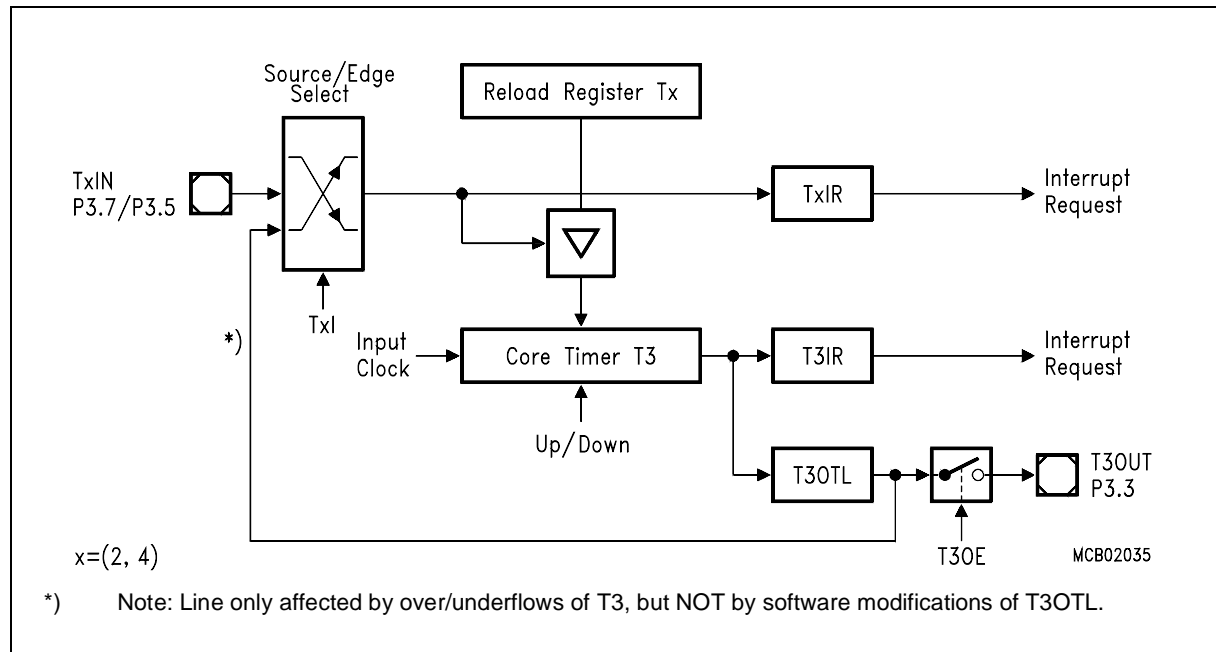 Source/Edge
Select
Reload Register Tx
TxIN
P3.7/P3.5
TxIR
Interrupt
Request
TxI
*)
Input
Clock
Core Timer T3
T3IR
Interrupt
Request
Up/Down
T3OTL
T3OUT
P3.3
x=(2, 4)
T3OE
MCB02035
*) Note: Line only affected by over/underflows of T3, but NOT by software modifications of T3OTL.